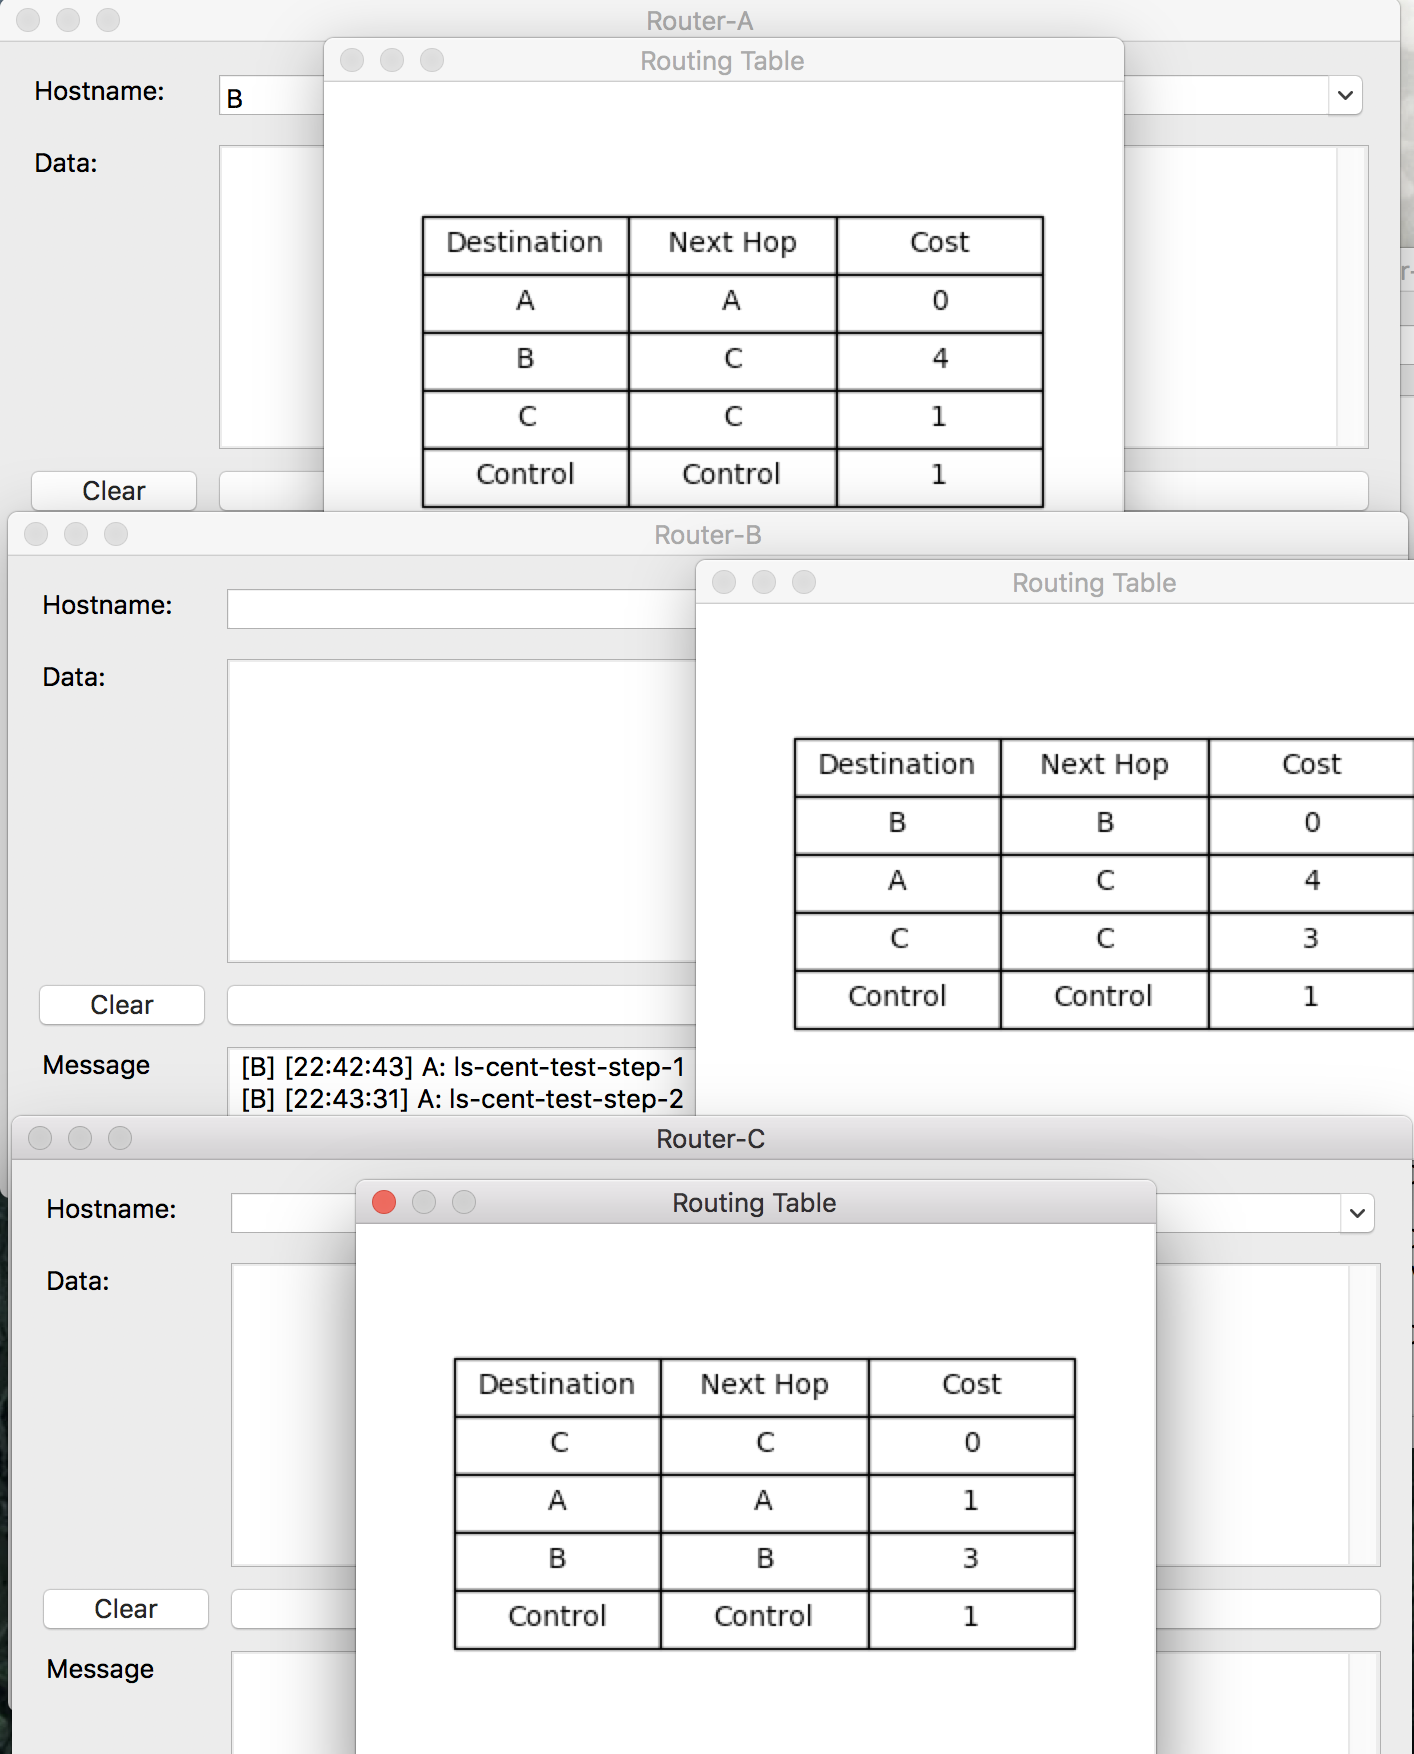 Router-A
Routing Table
Hostname:
B
Data:
Destination Next Hop Cost
A A 0
B C 4
C C 1
Control Control 1
Clear
Router-B
Routing Table
Hostname:
Data:
Destination Next Hop Cost
B B 0
A C 4
C C 3
Control Control 1
Clear
Message
[B] [22:42:43] A: ls-cent-test-step-1
[B] [22:43:31] A: ls-cent-test-step-2
Router-C
Routing Table
Hostname:
Data:
Destination Next Hop Cost
C C 0
A A 1
B B 3
Control Control 1
Clear
Message